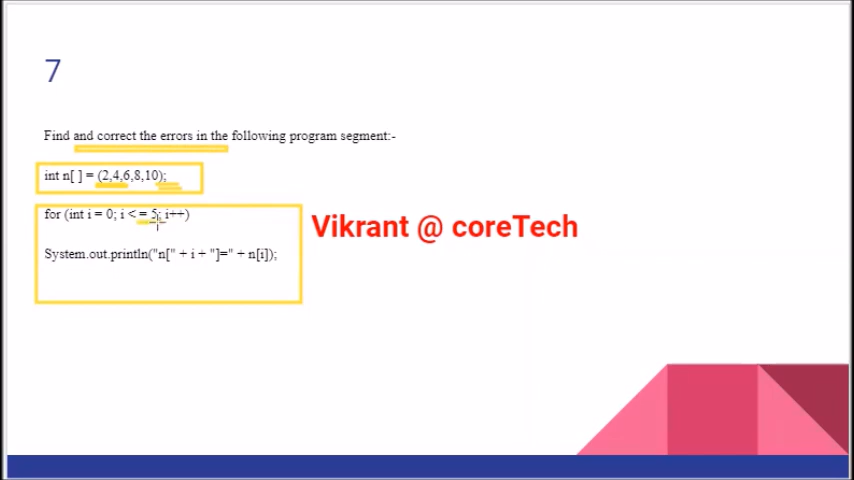 7
Find and correct the errors in the following program segment:-
int n[ ] = (2,4,6,8,10);
for (int i = 0; i < = 5; i++)
Vikrant @ coreTech
System.out.println("n[" + i + "]=" + n[i]);